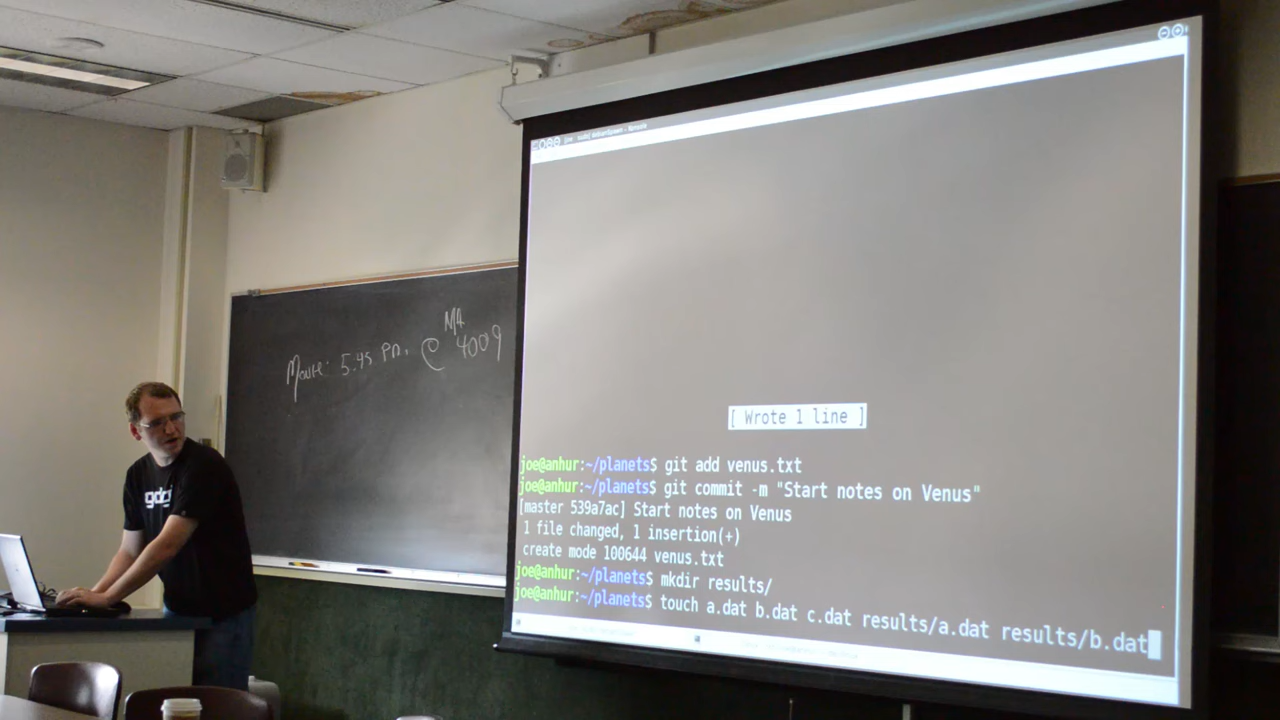 M4
5.45 PM, @ 4009
[ Wrote 1 line ]
joe@anhur:~/planets$ git add venus.txt
joe@anhur:~/planets$ git commit -m "Start notes on Venus"
[master 539a7ac] Start notes on Venus
1 file changed, 1 insertion(+)
create mode 100644 venus.txt
joe@anhur:~/planets$ mkdir results/
joe@anhur:~/planets$ touch a.dat b.dat c.dat results/a.dat results/b.dat